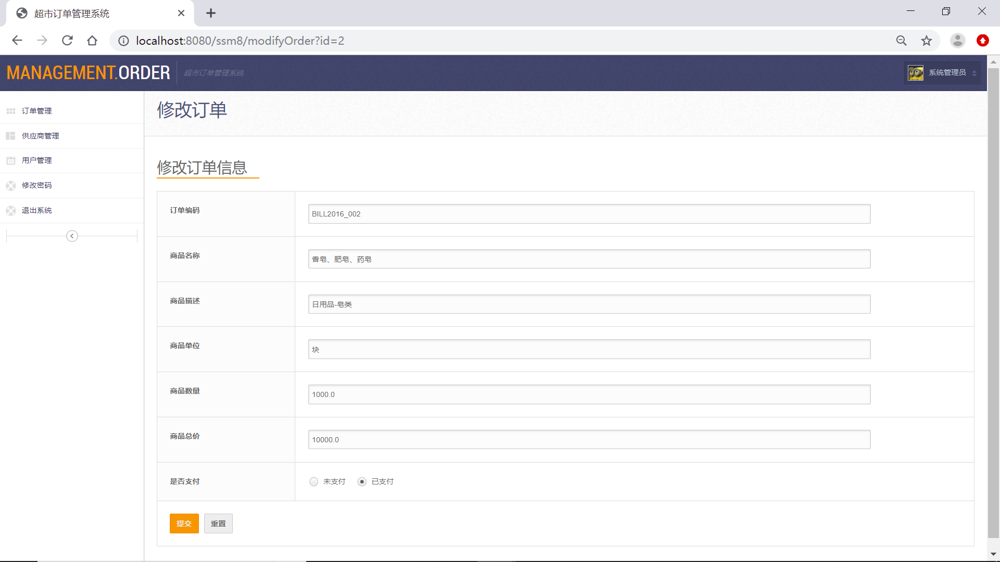 超市订单管理系统
localhost:8080/ssm8/modifyOrder?id=2
MANAGEMENT.ORDER
超市订单管理系统
系统管理员
订单管理
供应商管理
用户管理
修改密码
退出系统
修改订单
修改订单信息
订单编码
BILL2016_002
商品名称
香皂、肥皂、药皂
商品描述
日用品-皂类
商品单位
块
商品数量
1000.0
商品总价
10000.0
是否支付
未支付 已支付
提交 重置